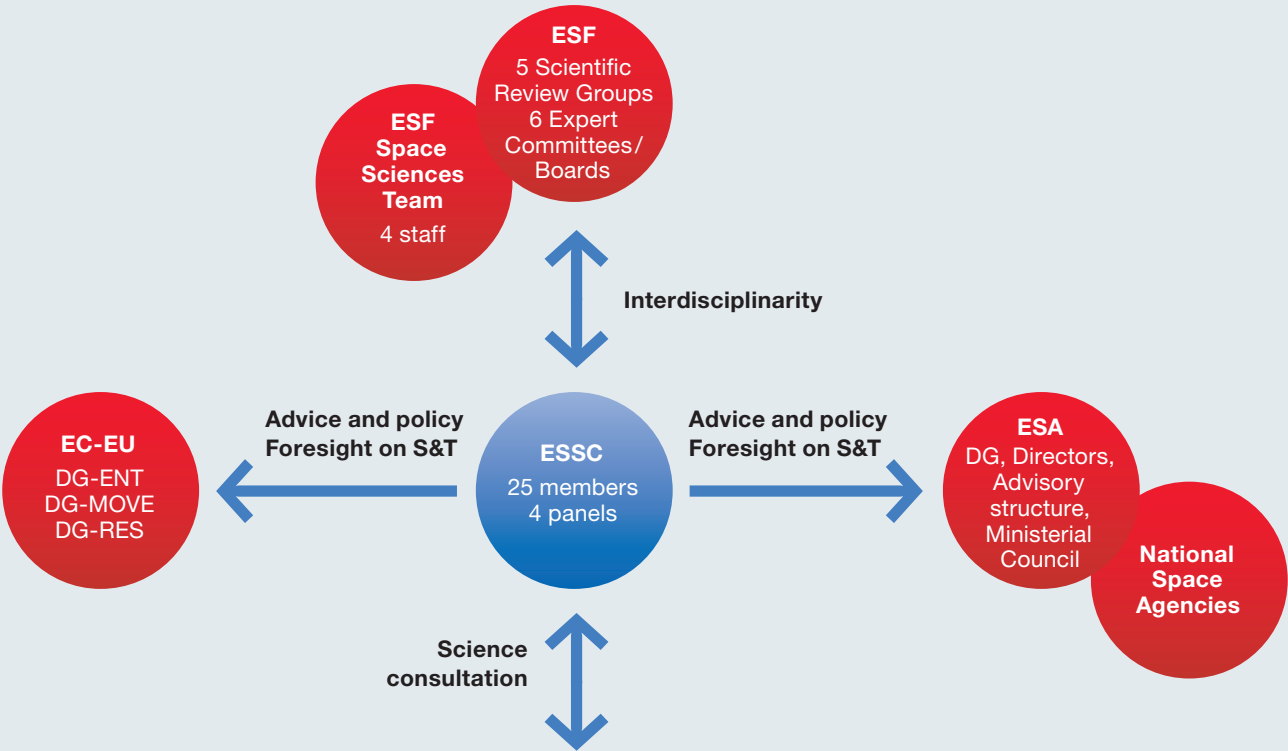 ESF
5 Scientific
Review Groups
6 Expert
Committees/
Boards
ESF
Space
Sciences
Team
4 staff
Interdisciplinarity
EC-EU
DG-ENT
DG-MOVE
DG-RES
Advice and policy
Foresight on S&T
ESSC
25 members
4 panels
Advice and policy
Foresight on S&T
ESA
DG, Directors,
Advisory
structure,
Ministerial
Council
National
Space
Agencies
Science
consultation